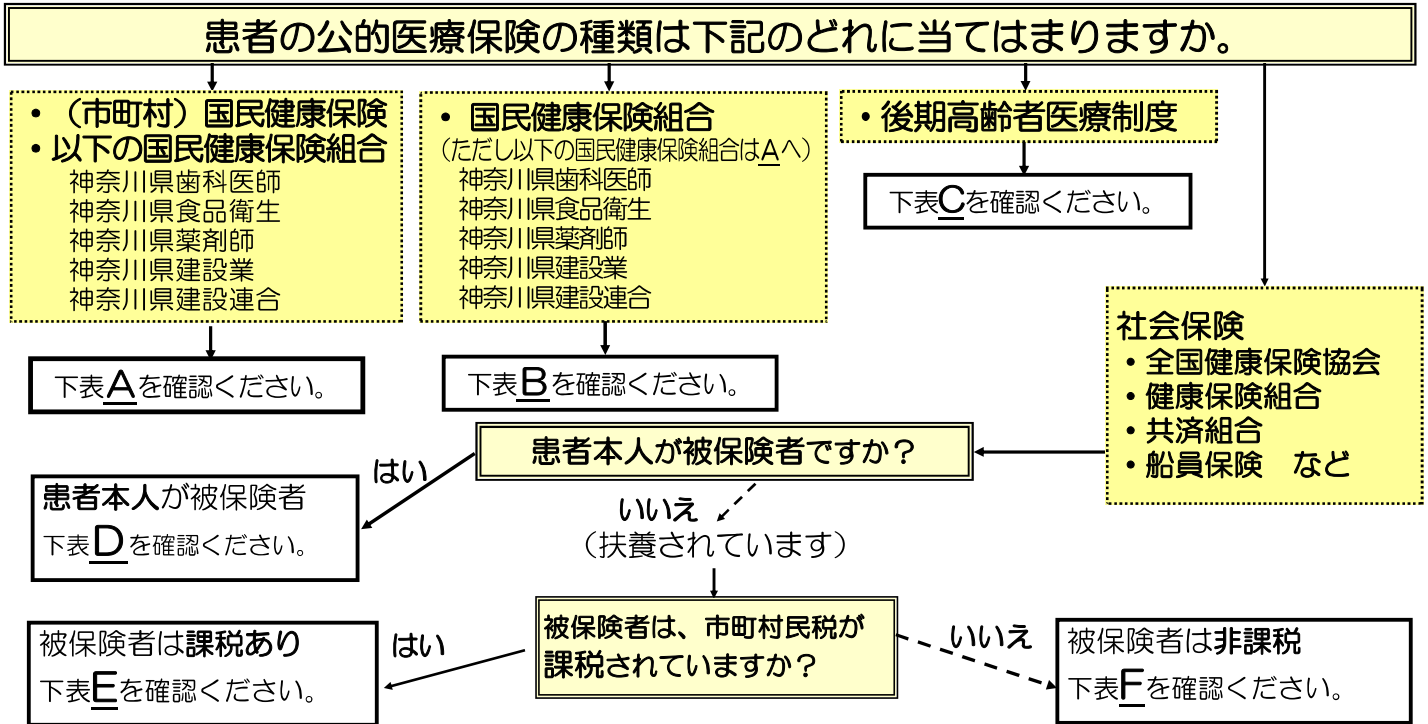 患者の公的医療保険の種類は下記のどれに当てはまりますか。
・（市町村）国民健康保険
・以下の国民健康保険組合
神奈川県歯科医師
神奈川県食品衛生
神奈川県薬剤師
神奈川県建設業
神奈川県建設連合
下表Aを確認ください。
・国民健康保険組合
（ただし以下の国民健康保険組合はAへ）
神奈川県歯科医師
神奈川県食品衛生
神奈川県薬剤師
神奈川県建設業
神奈川県建設連合
下表Bを確認ください。
・後期高齢者医療制度
下表Cを確認ください。
社会保険
・全国健康保険協会
・健康保険組合
・共済組合
・船員保険　など
患者本人が被保険者ですか？
はい
患者本人が被保険者
下表Dを確認ください。
いいえ
（扶養されています）
被保険者は、市町村民税が
課税されていますか？
はい
被保険者は課税あり
下表Eを確認ください。
いいえ
被保険者は非課税
下表Fを確認ください。